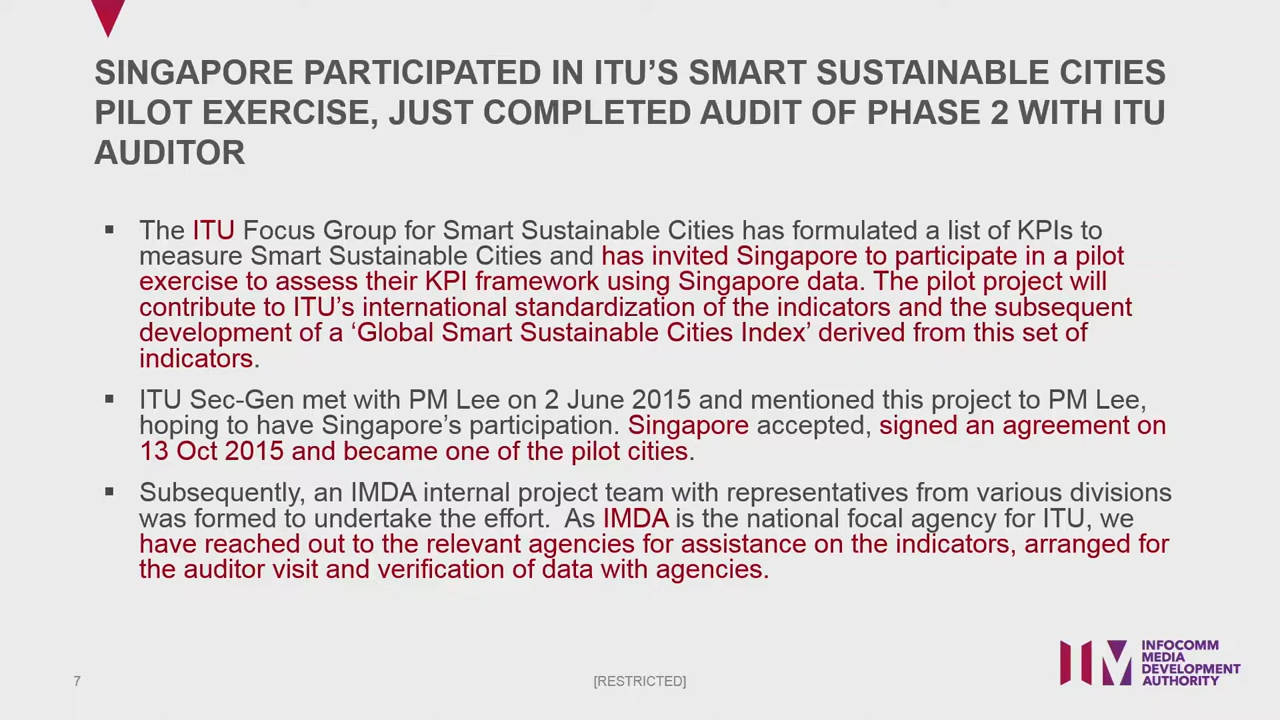 SINGAPORE PARTICIPATED IN ITU’S SMART SUSTAINABLE CITIES
PILOT EXERCISE, JUST COMPLETED AUDIT OF PHASE 2 WITH ITU
AUDITOR
▪ The ITU Focus Group for Smart Sustainable Cities has formulated a list of KPIs to
measure Smart Sustainable Cities and has invited Singapore to participate in a pilot
exercise to assess their KPI framework using Singapore data. The pilot project will
contribute to ITU’s international standardization of the indicators and the subsequent
development of a ‘Global Smart Sustainable Cities Index’ derived from this set of
indicators.
▪ ITU Sec-Gen met with PM Lee on 2 June 2015 and mentioned this project to PM Lee,
hoping to have Singapore’s participation. Singapore accepted, signed an agreement on
13 Oct 2015 and became one of the pilot cities.
▪ Subsequently, an IMDA internal project team with representatives from various divisions
was formed to undertake the effort.  As IMDA is the national focal agency for ITU, we
have reached out to the relevant agencies for assistance on the indicators, arranged for
the auditor visit and verification of data with agencies.
7
[RESTRICTED]
INFOCOMM
MEDIA
DEVELOPMENT
AUTHORITY